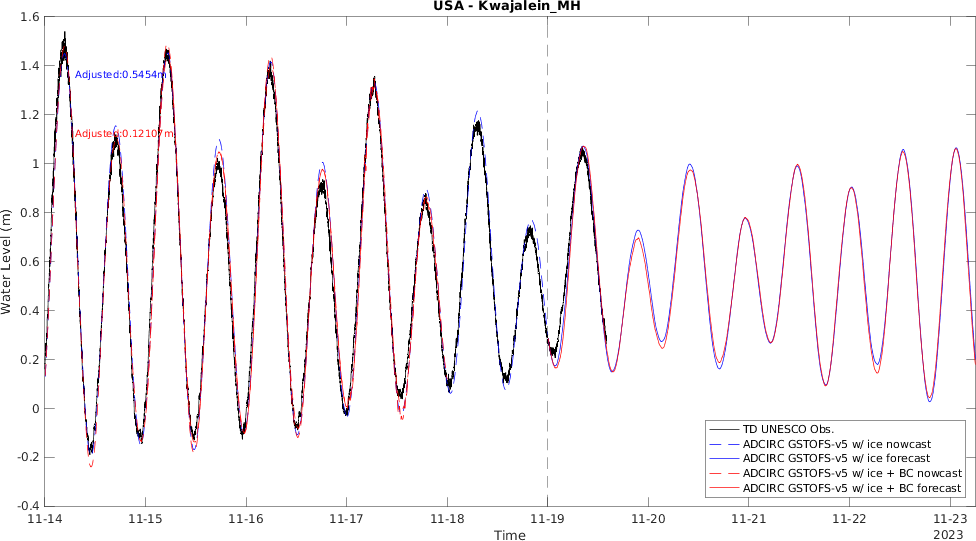 USA - Kwajalein_MH
1.6
1.4
1.2
1
0.8
0.6
0.4
0.2
0
-0.2
-0.4
Water Level (m)
Adjusted:0.5454m
Adjusted:0.12107m
TD UNESCO Obs.
ADCIRC GSTOFS-v5 w/ ice nowcast
ADCIRC GSTOFS-v5 w/ ice forecast
ADCIRC GSTOFS-v5 w/ ice + BC nowcast
ADCIRC GSTOFS-v5 w/ ice + BC forecast
11-14 11-15 11-16 11-17 11-18 11-19 11-20 11-21 11-22 11-23
Time
2023